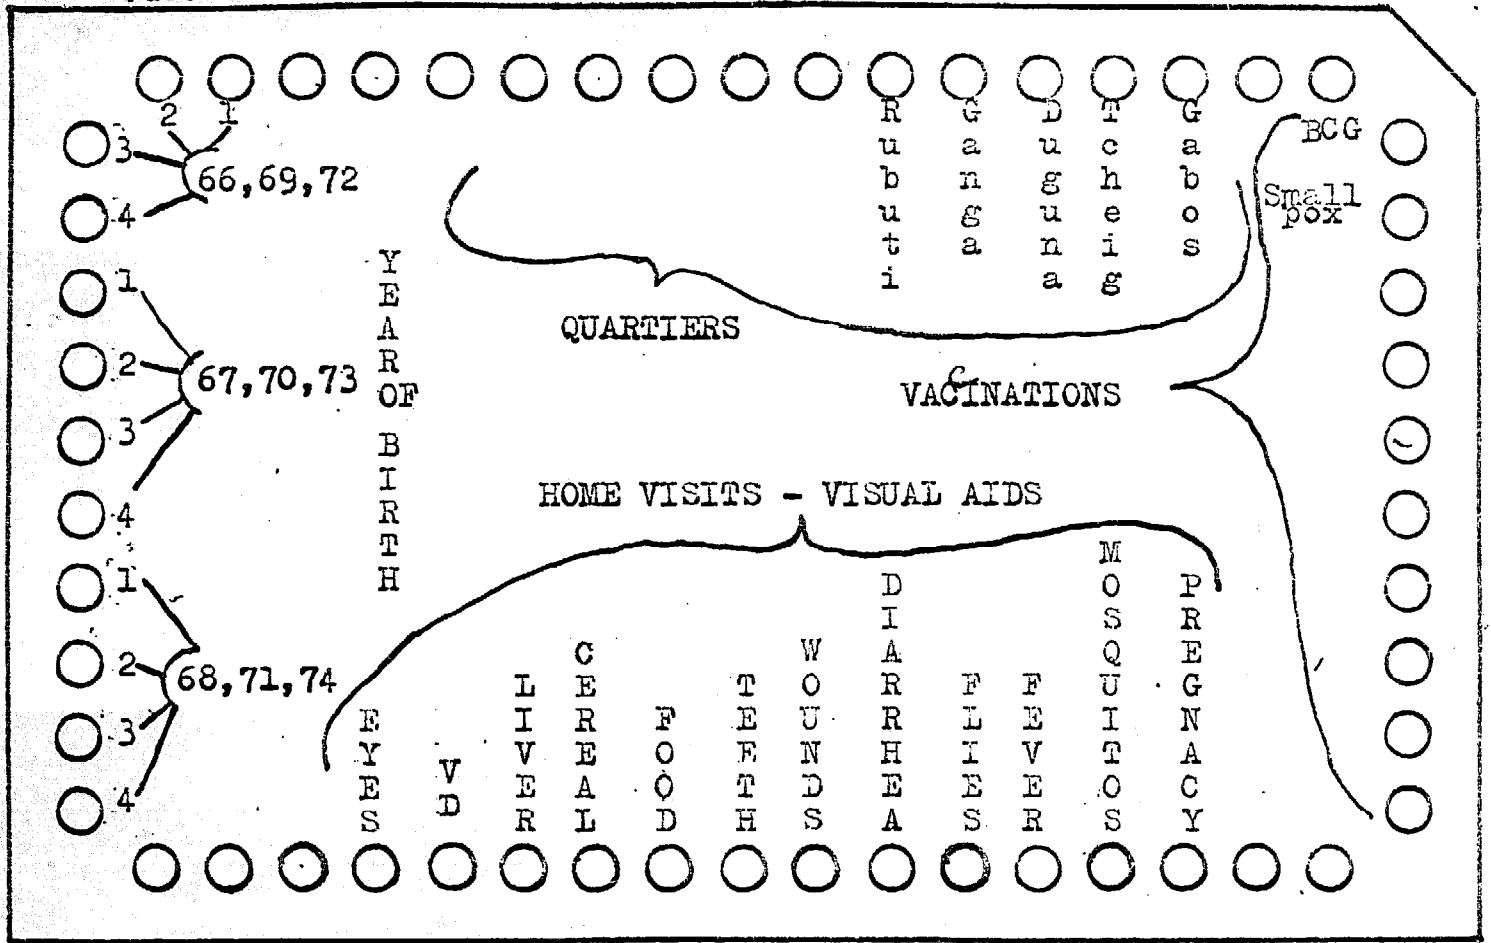 2 1
3
66,69,72
4
1
2
67,70,73
3
4
1
2
68,71,74
3
4
YEAR OF BIRTH
Rubuti
Ganga
Duguna
Tcheig
Gabos
QUARTIERS
BCG
Small
pox
VACCINATIONS
HOME VISITS - VISUAL AIDS
EYES
VD
LIVER
CEREAL
FOOD
TEETH
WOUNDS
DIARRHEA
FLIES
FEVER
MOSQUITOS
PREGNACY